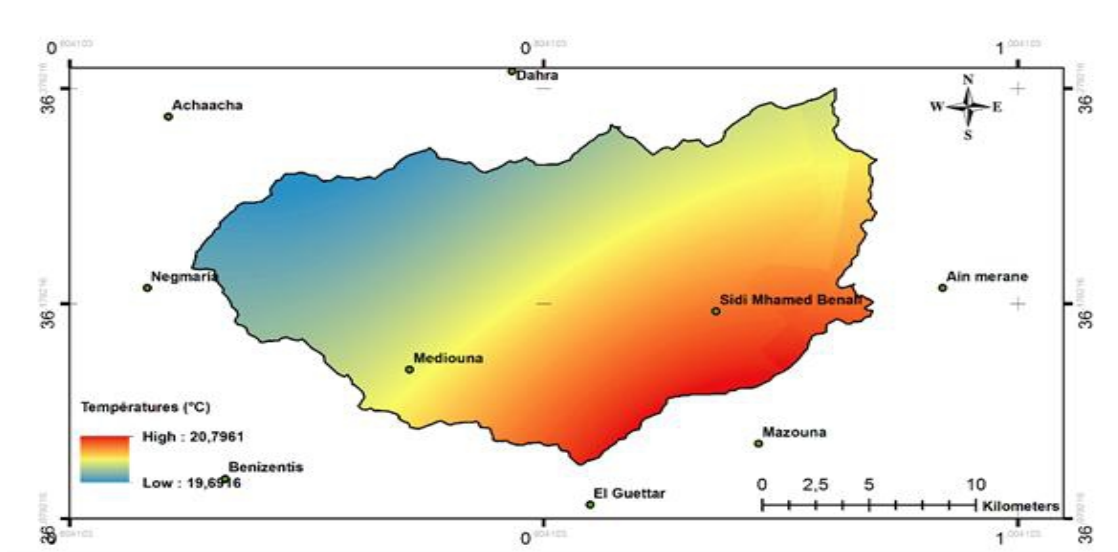 0 0 1
Dahra
N
Achaacha
W E
S
36 36
Negmaria
Ain merane
Sidi Mhamed Benali
36 36
Mediouna
Températures (°C)
High : 20,7961
Mazouna
Benizentis
Low : 19,6916
0 2,5 5 10
El Guettar
Kilometers
36 36
0 0 1